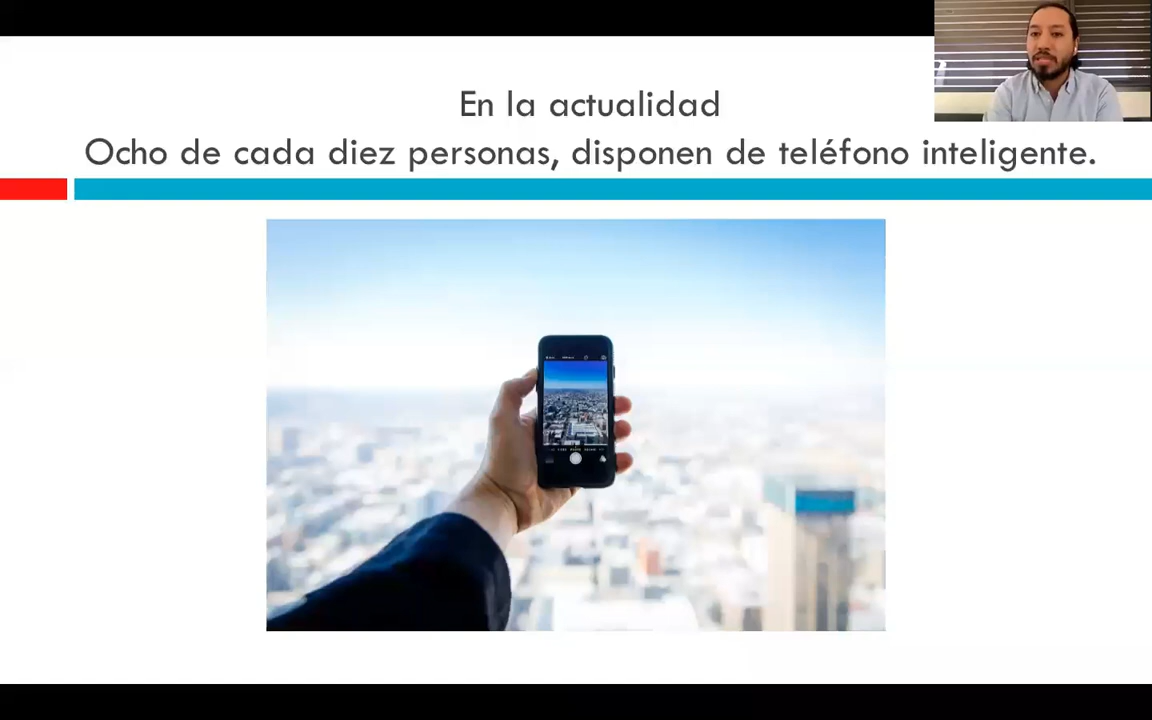 En la actualidad
Ocho de cada diez personas, disponen de teléfono inteligente.